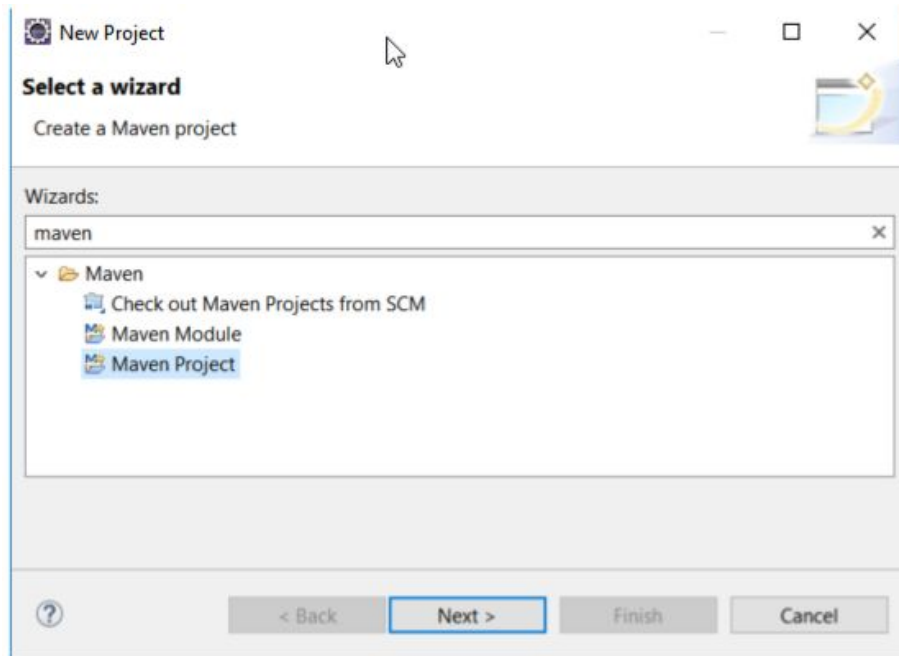 New Project
Select a wizard
Create a Maven project
Wizards:
maven
Maven
Check out Maven Projects from SCM
Maven Module
Maven Project
< Back Next > Finish Cancel